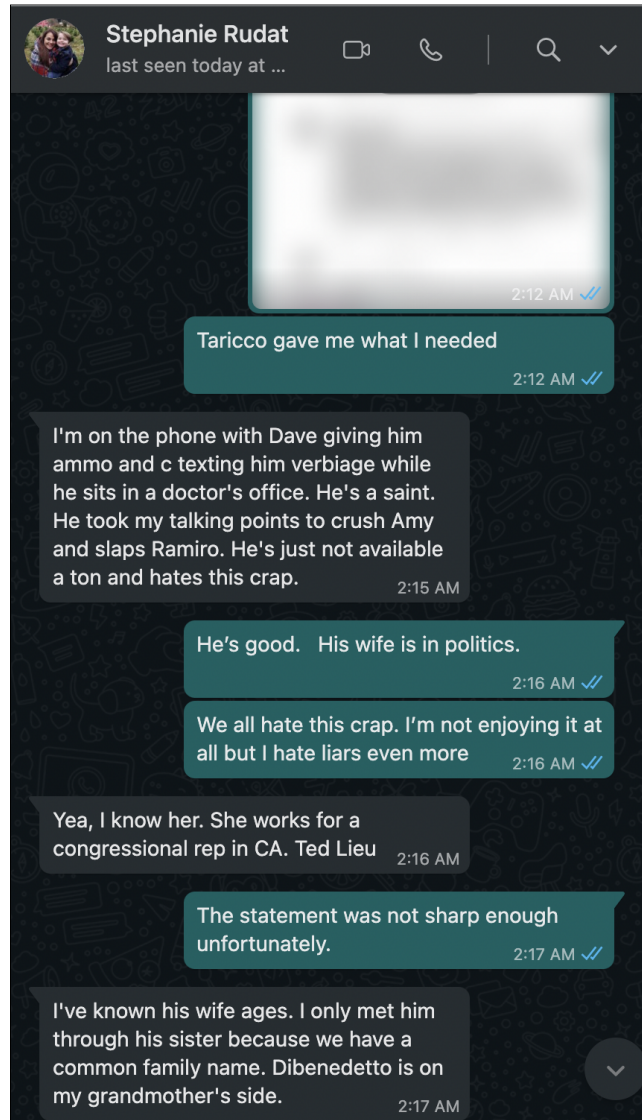 Stephanie Rudat
last seen today at ...
2:12 AM
Taricco gave me what I needed
2:12 AM
I'm on the phone with Dave giving him
ammo and c texting him verbiage while
he sits in a doctor's office. He's a saint.
He took my talking points to crush Amy
and slaps Ramiro. He's just not available
a ton and hates this crap.
2:15 AM
He's good.   His wife is in politics.
2:16 AM
We all hate this crap. I'm not enjoying it at
all but I hate liars even more
2:16 AM
Yea, I know her. She works for a
congressional rep in CA. Ted Lieu
2:16 AM
The statement was not sharp enough
unfortunately.
2:17 AM
I've known his wife ages. I only met him
through his sister because we have a
common family name. Dibenedetto is on
my grandmother's side.
2:17 AM